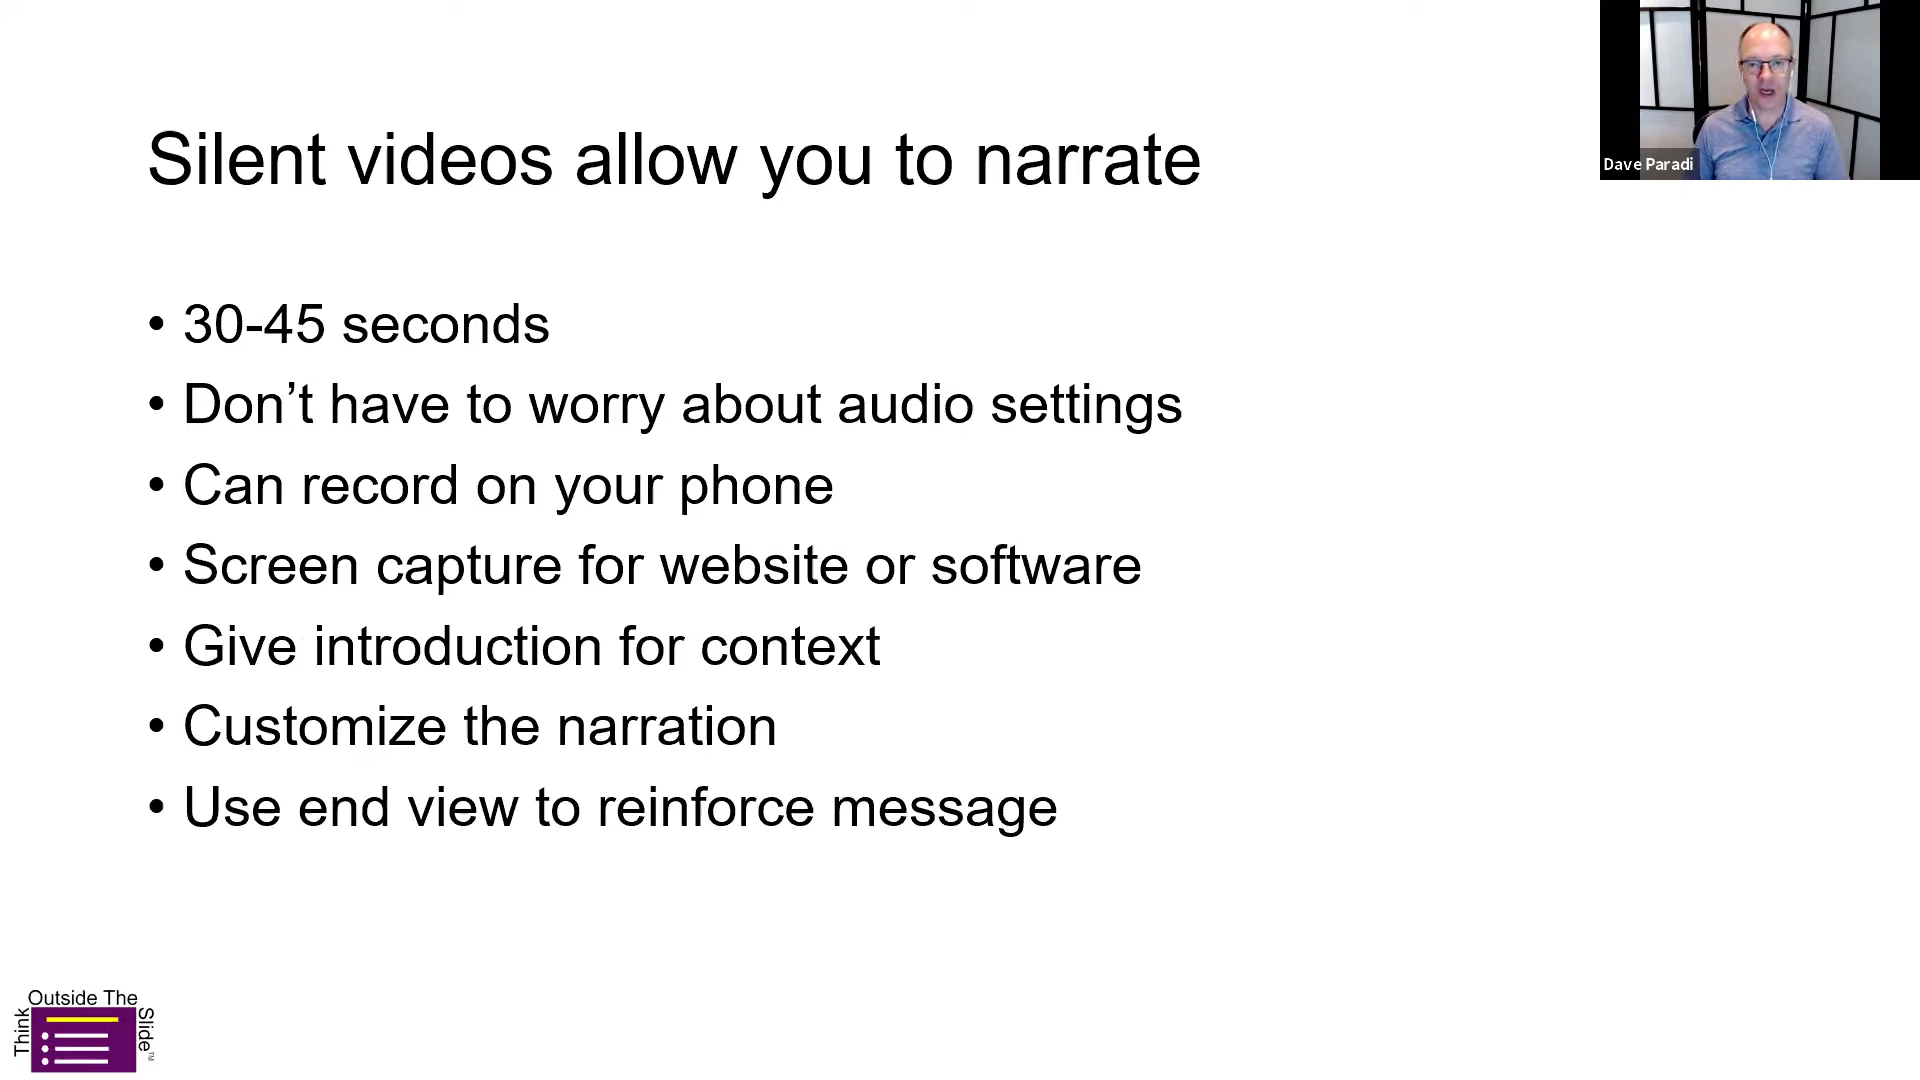 Silent videos allow you to narrate
Dave Paradi
• 30-45 seconds
• Don’t have to worry about audio settings
• Can record on your phone
• Screen capture for website or software
• Give introduction for context
• Customize the narration
• Use end view to reinforce message
Think
Outside The
Slide™